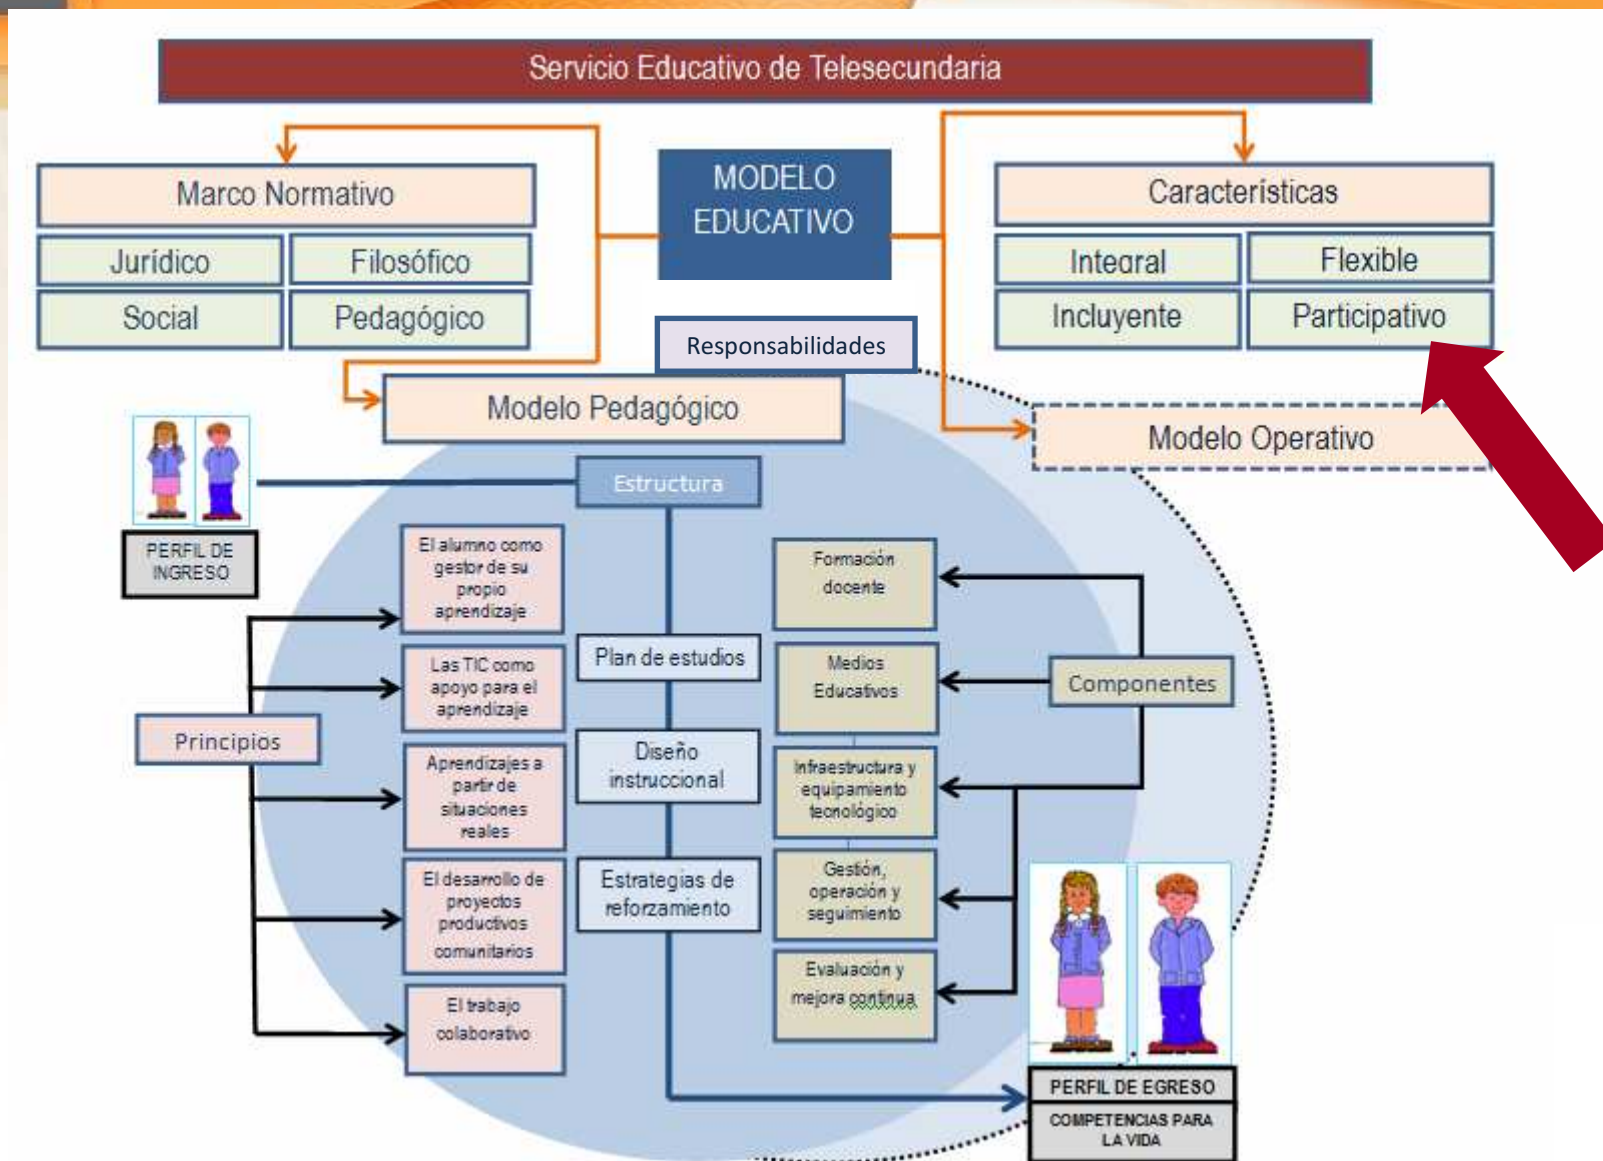 Servicio Educativo de Telesecundaria
MODELO
EDUCATIVO
Marco Normativo
Jurídico
Filosófico
Social
Pedagógico
Características
Integral
Flexible
Incluyente
Participativo
Responsabilidades
Modelo Pedagógico
Modelo Operativo
Estructura
PERFIL DE
INGRESO
Principios
El alumno como
gestor de su
propio
aprendizaje
Las TIC como
apoyo para el
aprendizaje
Aprendizajes a
partir de
situaciones
reales
El desarrollo de
proyectos
productivos
comunitarios
El trabajo
colaborativo
Plan de estudios
Diseño
instruccional
Estrategias de
reforzamiento
Formación
docente
Medios
Educativos
Infraestructura y
equipamiento
tecnológico
Gestión,
operación y
seguimiento
Evaluación y
mejora continua
Componentes
PERFIL DE EGRESO
COMPETENCIAS PARA
LA VIDA